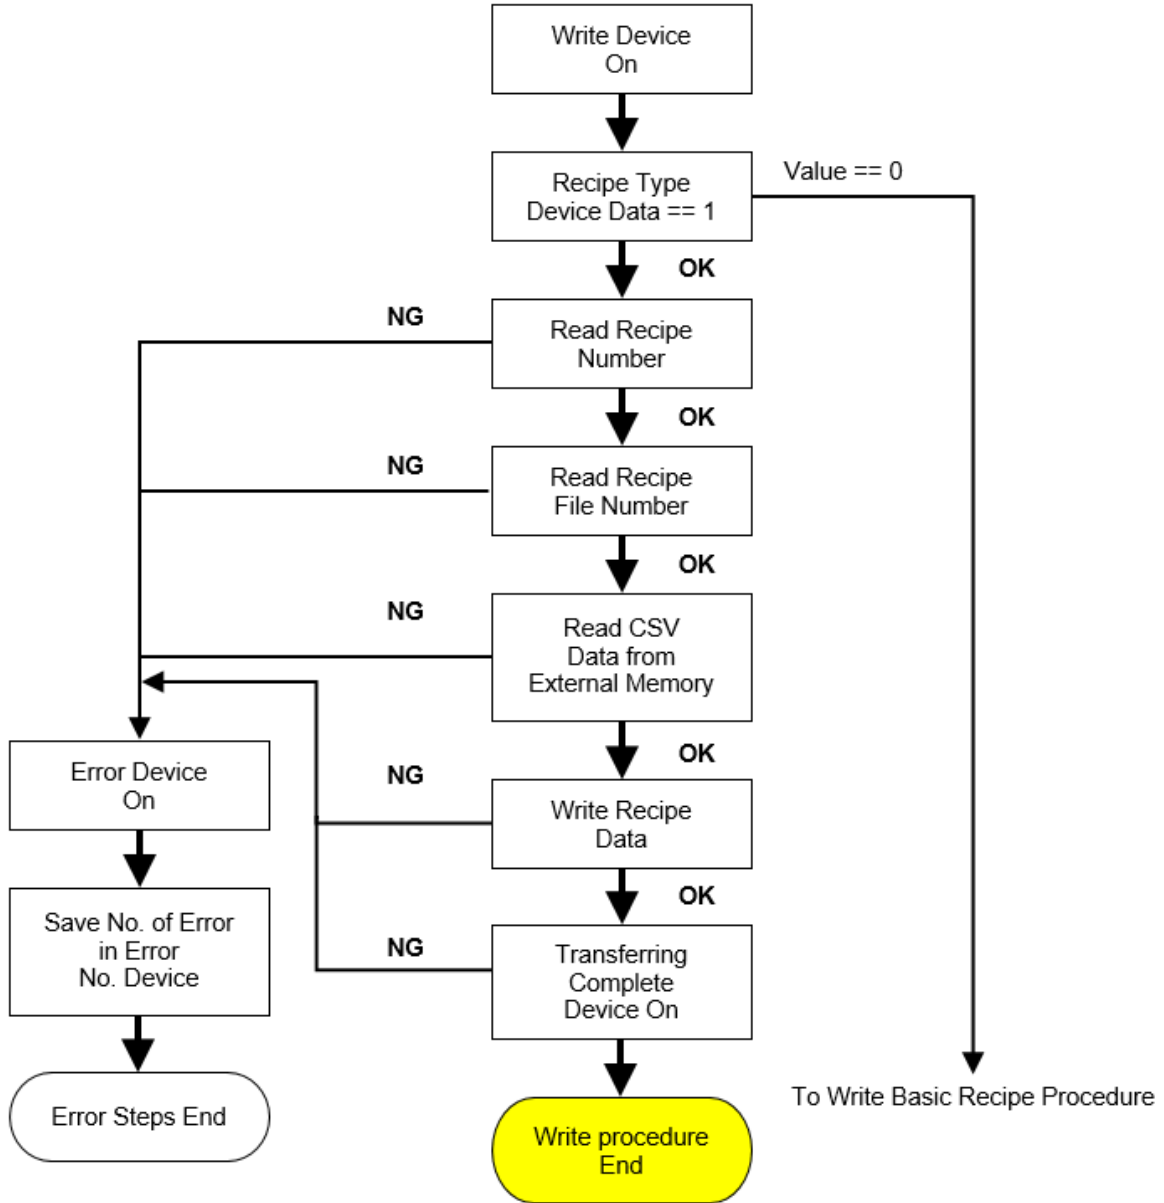 Write Device
On
Value == 0
Recipe Type
Device Data == 1
OK
NG
Read Recipe
Number
OK
NG
Read Recipe
File Number
OK
NG
Read CSV
Data from
External Memory
OK
Error Device
On
NG
Write Recipe
Data
OK
Save No. of Error
in Error
No. Device
NG
Transferring
Complete
Device On
Error Steps End
To Write Basic Recipe Procedure
Write procedure
End